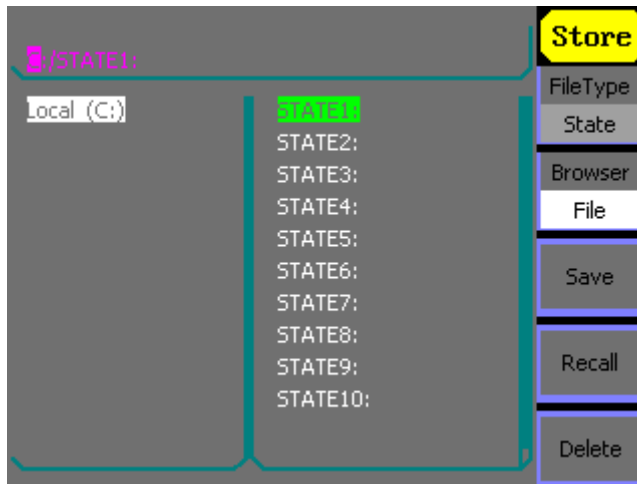 C:/STATE1:
Local (C:)
STATE1:
STATE2:
STATE3:
STATE4:
STATE5:
STATE6:
STATE7:
STATE8:
STATE9:
STATE10:
Store
FileType
State
Browser
File
Save
Recall
Delete